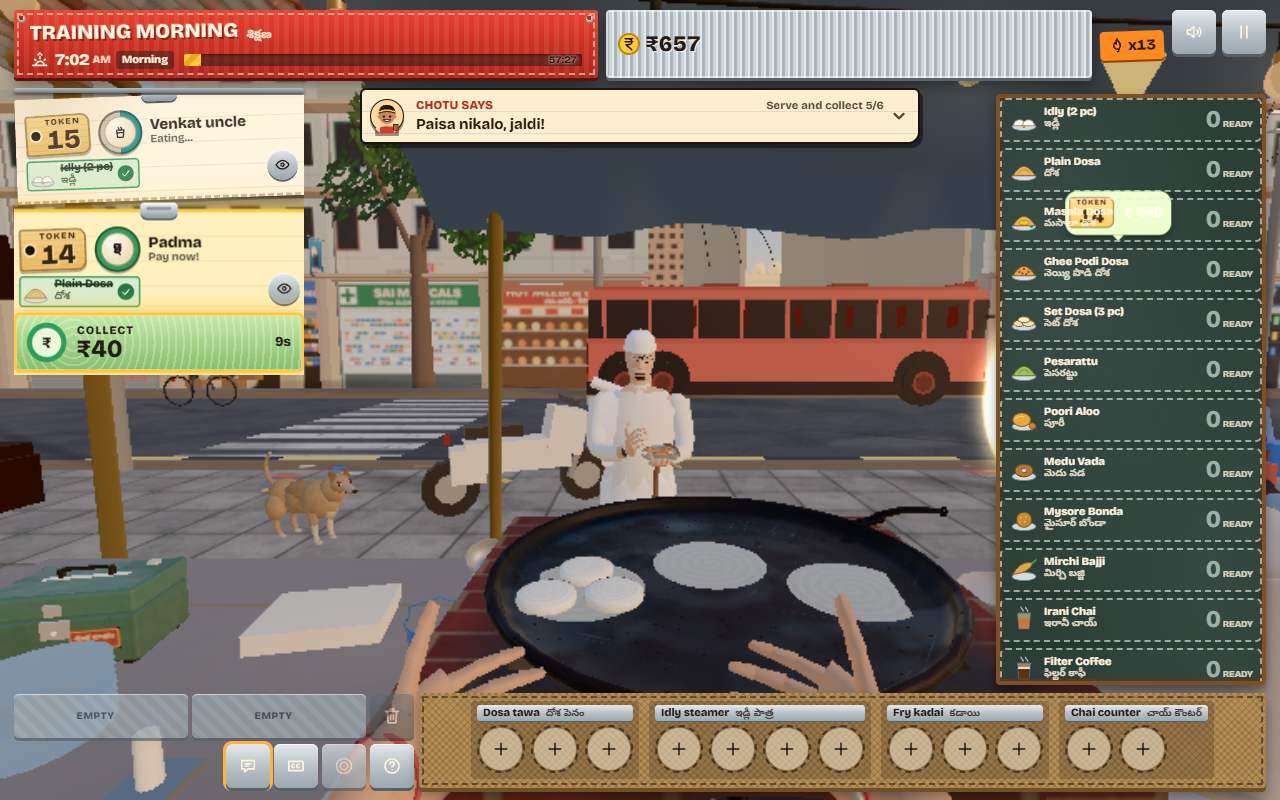 TRAINING MORNING శిక్షణ
7:02 AM Morning 57:27
₹657
x13
CHOTU SAYS
Serve and collect 5/6
Paisa nikalo, jaldi!
TOKEN
15
Venkat uncle
Eating...
Idly (2 pc)
ఇడ్లీ
TOKEN
14
Padma
Pay now!
Plain Dosa
దోశ
COLLECT
₹40
9s
SAI
HOT
Idly (2 pc)
ఇడ్లీ
0 READY
Plain Dosa
దోశ
0 READY
TOKEN
0 READY
Ghee Podi Dosa
నెయ్యి పొడి దోశ
0 READY
Set Dosa (3 pc)
సెట్ దోశ
0 READY
Pesarattu
పెసరట్టు
0 READY
Poori Aloo
పూరీ
0 READY
Medu Vada
మెదు వడ
0 READY
Mysore Bonda
మైసూర్ బోండా
0 READY
Mirchi Bajji
మిర్చి బజ్జి
0 READY
Irani Chai
ఇరానీ చాయ్
0 READY
Filter Coffee
ఫిల్టర్ కాఫీ
0 READY
EMPTY
EMPTY
CC
Dosa tawa దోశ పెనం
Idly steamer ఇడ్లీ పాత్ర
Fry kadai కడాయి
Chai counter చాయ్ కౌంటర్